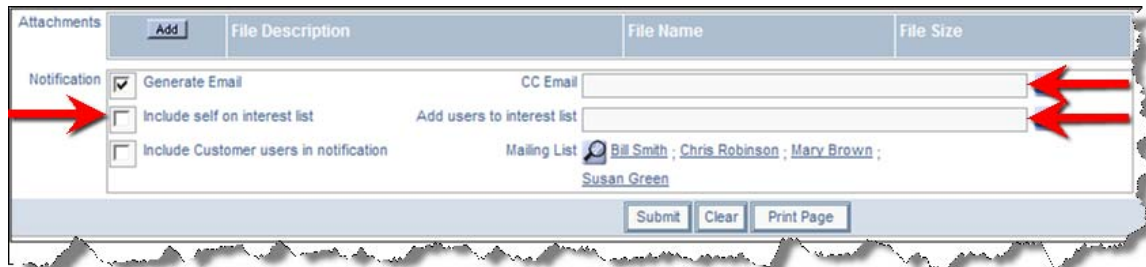 Attachments Add File Description File Name File Size
Notification Generate Email CC Email
Include self on interest list Add users to interest list
Include Customer users in notification Mailing List Bill Smith ; Chris Robinson ; Mary Brown ;
Susan Green
Submit Clear Print Page